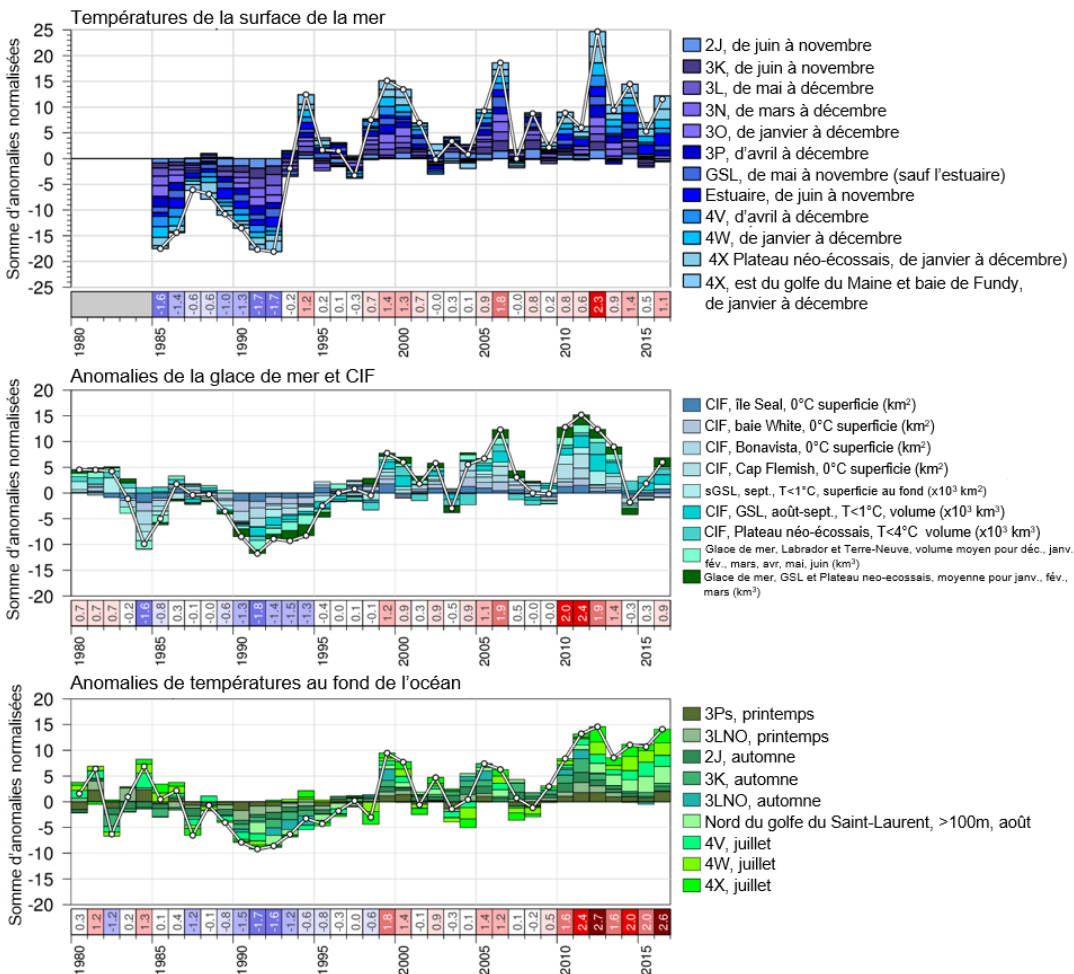 Températures de la surface de la mer
Somme d'anomalies normalisées
25
20
15
10
5
0
-5
-10
-15
-20
-25
2J, de juin à novembre
3K, de juin à novembre
3L, de mai à décembre
3N, de mars à décembre
3O, de janvier à décembre
3P, d'avril à décembre
GSL, de mai à novembre (sauf l'estuaire)
Estuaire, de juin à novembre
4V, d'avril à décembre
4W, de janvier à décembre
4X Plateau néo-écossais, de janvier à décembre)
4X, est du golfe du Maine et baie de Fundy,
de janvier à décembre
-1.6 -1.4 -0.6 -0.6 -1.0 -1.3 -1.7 -1.7 -0.2 1.2 0.2 0.1 -0.3 0.7 1.4 1.3 0.7 -0.0 0.3 0.1 0.9 1.8 -0.0 0.8 0.2 0.8 0.6 2.3 0.9 1.4 0.5 1.1
1980 1985 1990 1995 2000 2005 2010 2015
Anomalies de la glace de mer et CIF
Somme d'anomalies normalisées
20
15
10
5
0
-5
-10
-15
-20
CIF, île Seal, 0°C superficie (km²)
CIF, baie White, 0°C superficie (km²)
CIF, Bonavista, 0°C superficie (km²)
CIF, Cap Flemish, 0°C superficie (km²)
sGSL, sept., T<1°C, superficie au fond (x10³ km²)
CIF, GSL, août-sept., T<1°C, volume (x10³ km³)
CIF, Plateau néo-écossais, T<4°C volume (x10³ km³)
Glace de mer, Labrador et Terre-Neuve, volume moyen pour déc., janv.
fév., mars, avr, mai, juin (km³)
Glace de mer, GSL et Plateau neo-ecossais, moyenne pour janv., fév.,
mars (km³)
0.7 0.7 0.7 -0.2 -1.6 -0.8 0.3 -0.1 -0.0 -0.6 -1.3 -1.8 -1.4 -1.5 -1.3 -0.4 0.0 0.1 -0.1 1.2 0.9 0.3 0.9 -0.5 0.9 1.1 1.9 0.5 -0.0 -0.0 2.0 2.4 1.9 1.4 -0.3 0.3 0.9
1980 1985 1990 1995 2000 2005 2010 2015
Anomalies de températures au fond de l'océan
Somme d'anomalies normalisées
20
15
10
5
0
-5
-10
-15
-20
3Ps, printemps
3LNO, printemps
2J, automne
3K, automne
3LNO, automne
Nord du golfe du Saint-Laurent, >100m, août
4V, juillet
4W, juillet
4X, juillet
0.3 1.2 -1.2 0.2 1.3 0.1 0.4 -1.2 -0.1 -0.8 -1.5 -1.7 -1.6 -1.2 -0.6 -0.8 -0.3 0.0 -0.6 1.8 1.4 -0.1 0.9 -0.3 0.1 1.4 1.2 0.1 -0.2 0.5 1.6 2.4 2.7 1.6 2.0 2.0 2.6
1980 1985 1990 1995 2000 2005 2010 2015